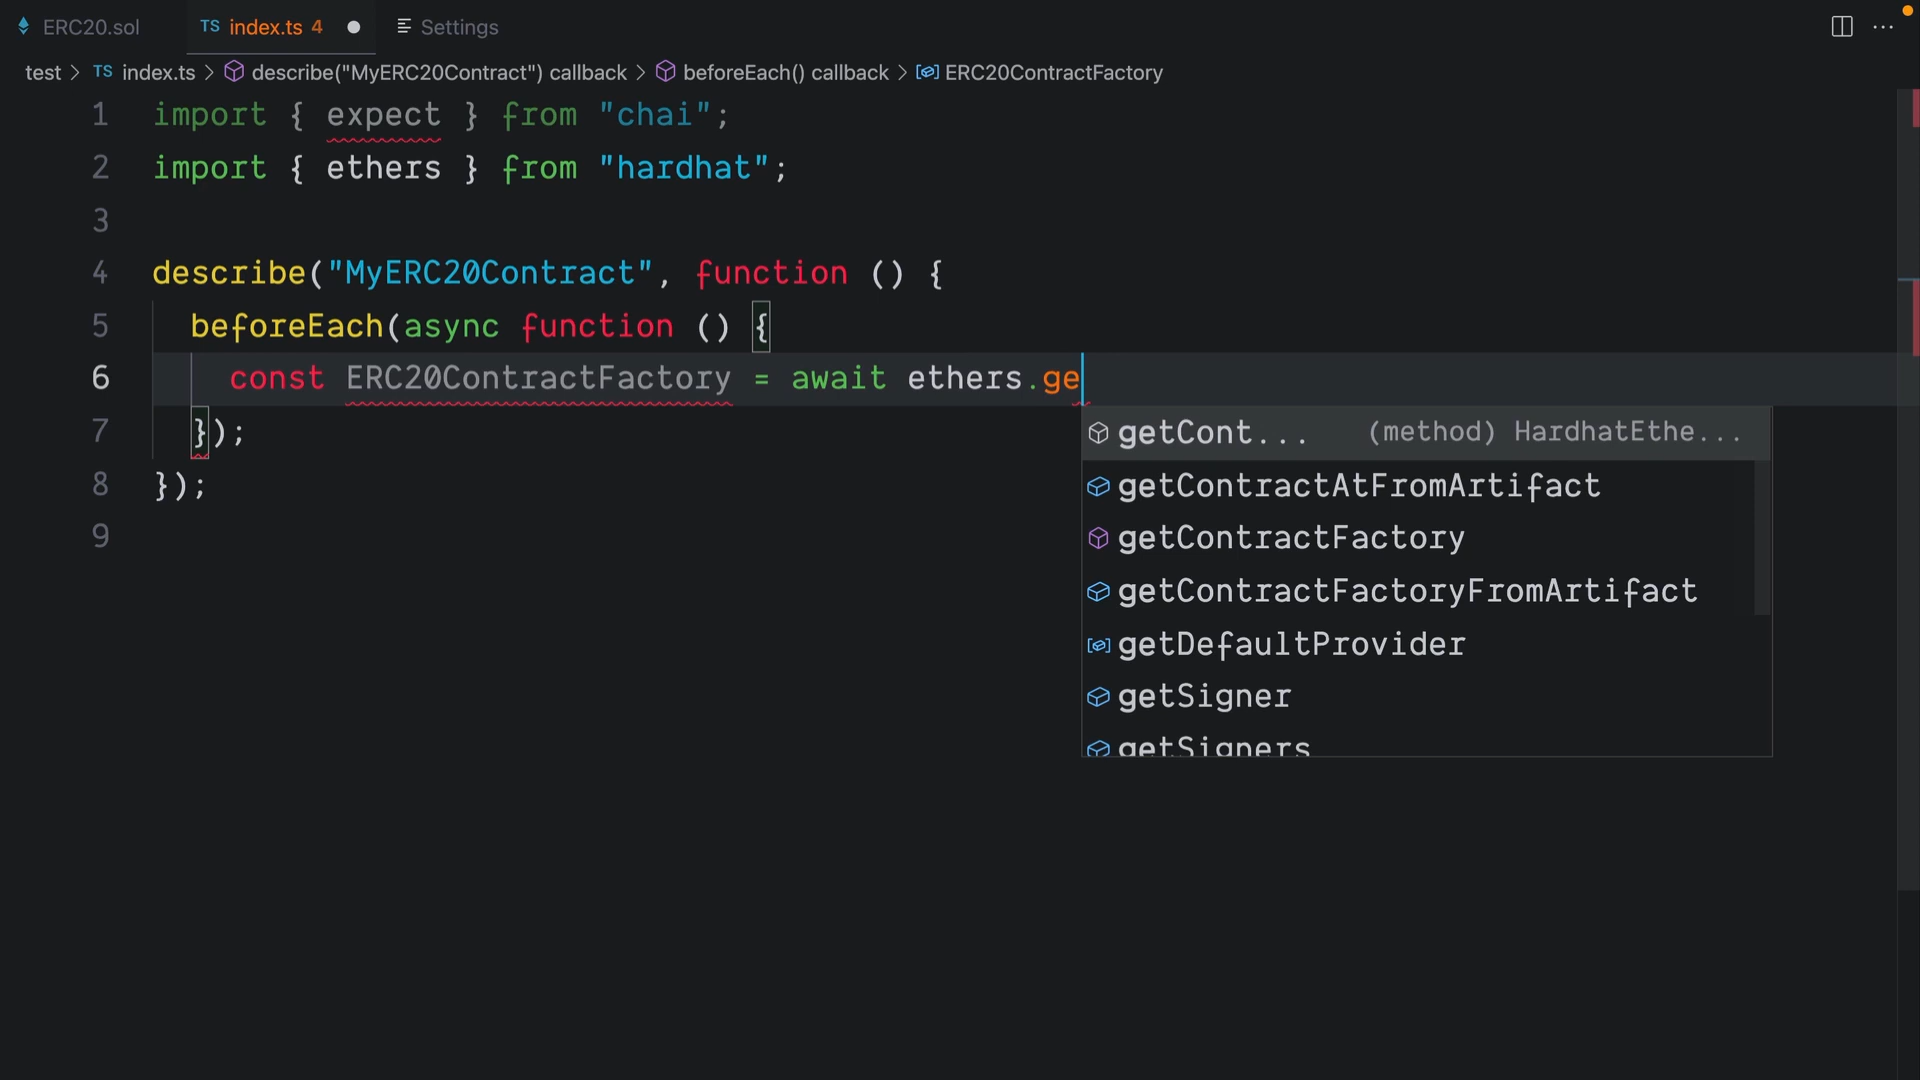 ERC20.sol TS index.ts 4 Settings
test > TS index.ts > describe("MyERC20Contract") callback > beforeEach() callback > ERC20ContractFactory
1 import { expect } from "chai";
2 import { ethers } from "hardhat";
3
4 describe("MyERC20Contract", function () {
5 beforeEach(async function () {
6 const ERC20ContractFactory = await ethers.ge
7 });
8 });
9
getCont... (method) HardhatEthe...
getContractAtFromArtifact
getContractFactory
getContractFactoryFromArtifact
getDefaultProvider
getSigner
getSigners